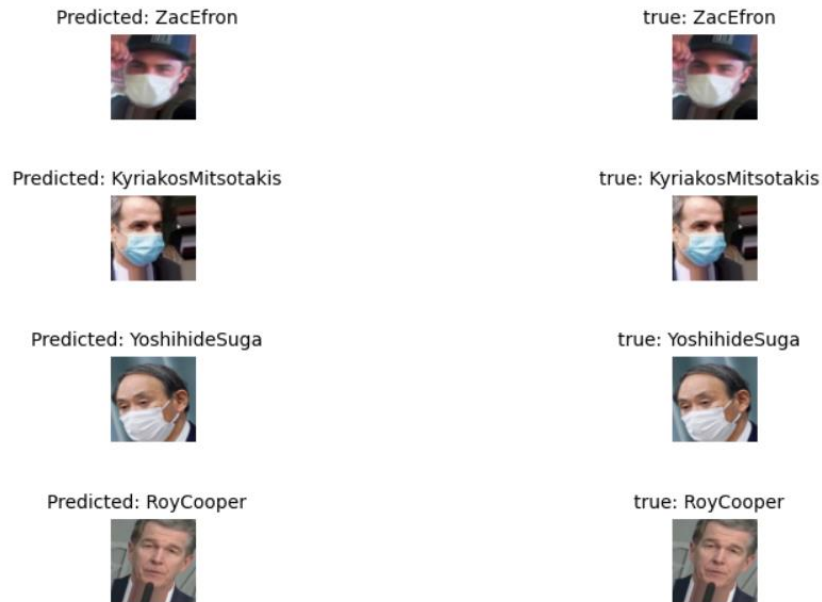 Predicted: ZacEfron
true: ZacEfron
Predicted: KyriakosMitsotakis
true: KyriakosMitsotakis
Predicted: YoshihideSuga
true: YoshihideSuga
Predicted: RoyCooper
true: RoyCooper